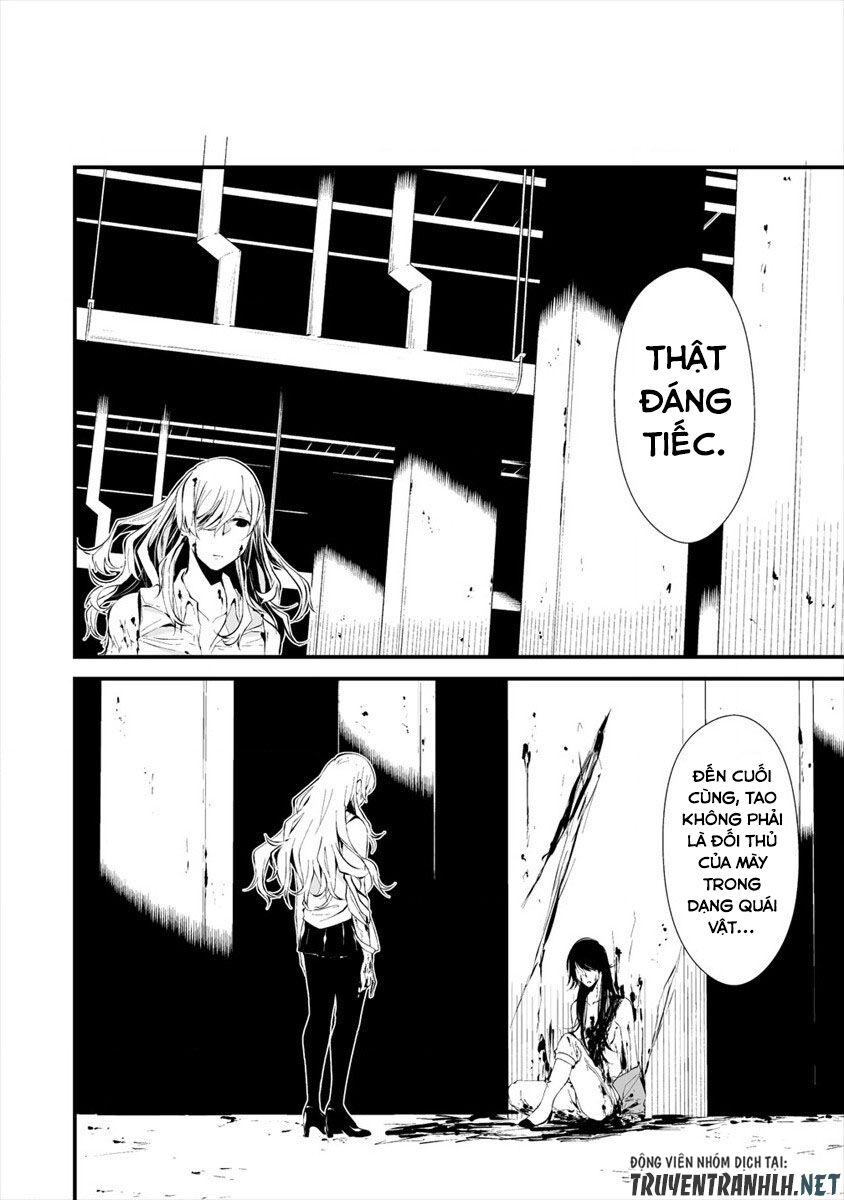 THẬT
ĐÁNG
TIẾC.
ĐẾN CUỐI
CÙNG, TAO
KHÔNG PHẢI
LÀ ĐỐI THỦ
CỦA MÀY
TRONG
DẠNG QUÁI
VẬT...
ĐỘNG VIÊN NHÓM DỊCH TẠI:
TRUYENTRANHLH.NET